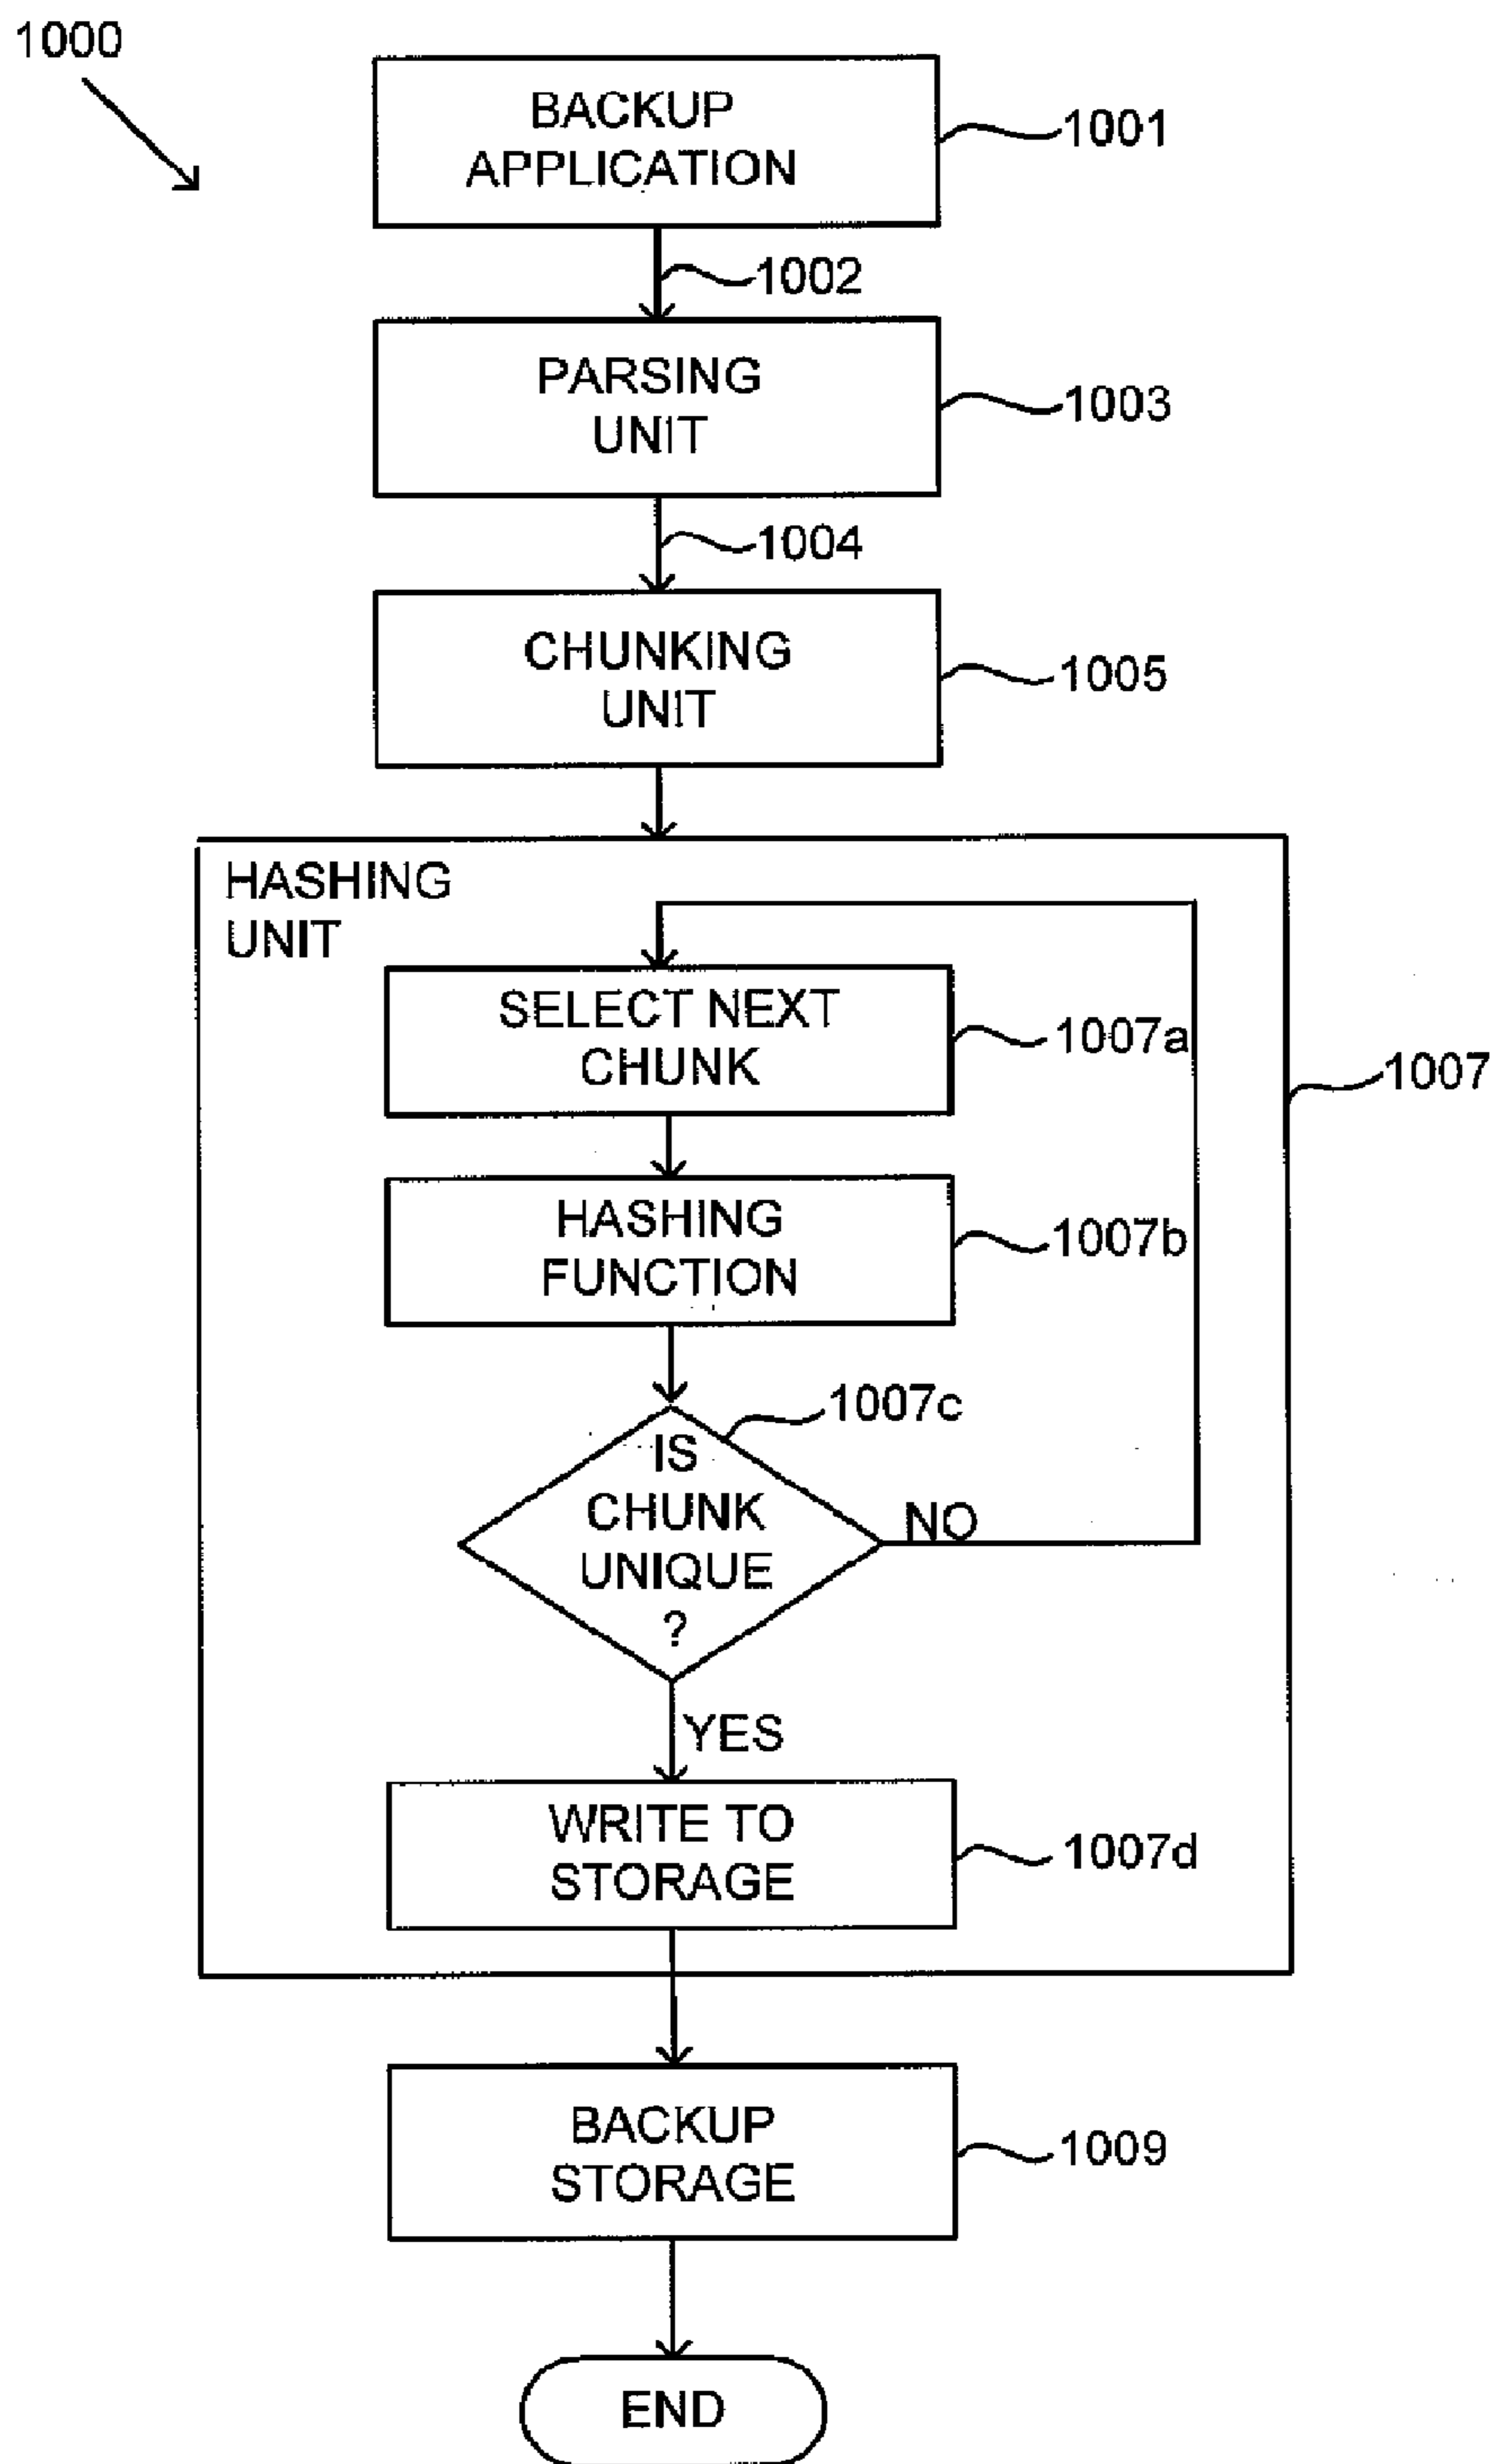 1000
BACKUP
APPLICATION
1001
1002
PARSING
UNIT
1003
1004
CHUNKING
UNIT
1005
HASHING
UNIT
SELECT NEXT
CHUNK
1007a
1007
HASHING
FUNCTION
1007b
1007c
IS
CHUNK
UNIQUE
?
NO
YES
WRITE TO
STORAGE
1007d
BACKUP
STORAGE
1009
END